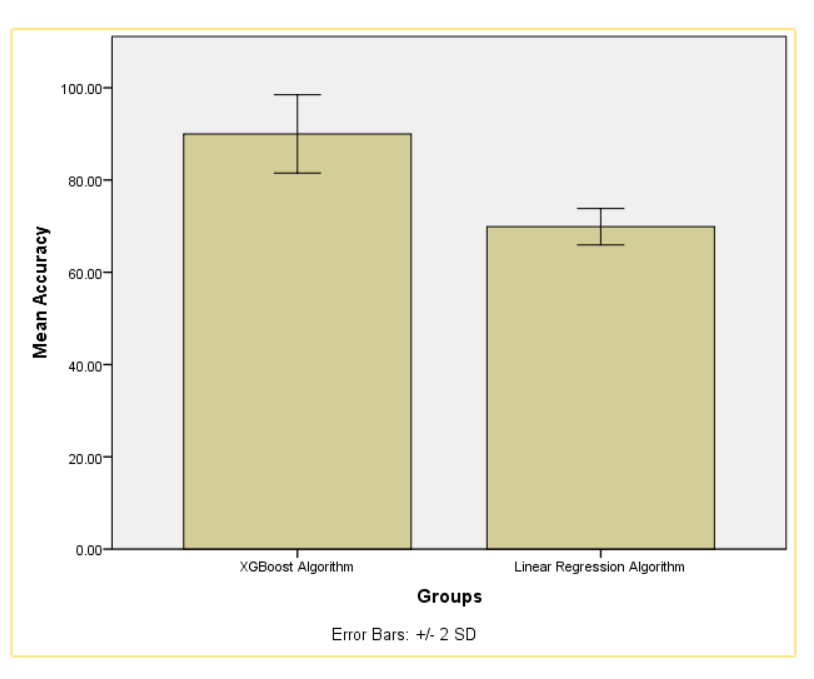 Mean Accuracy
100.00
80.00
60.00
40.00
20.00
0.00
XGBoost Algorithm
Linear Regression Algorithm
Groups
Error Bars: +/- 2 SD